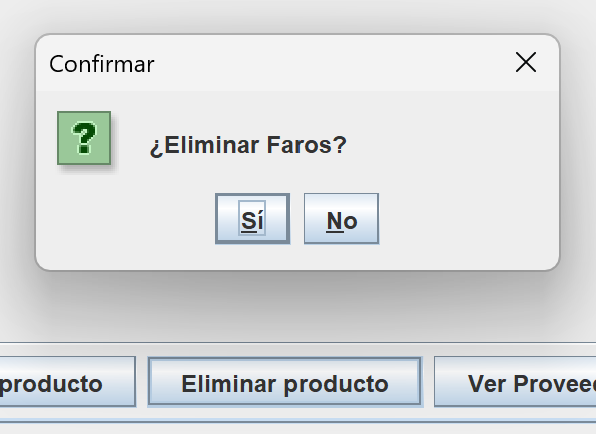 Confirmar
?
¿Eliminar Faros?
Sí No
producto Eliminar producto Ver Provee